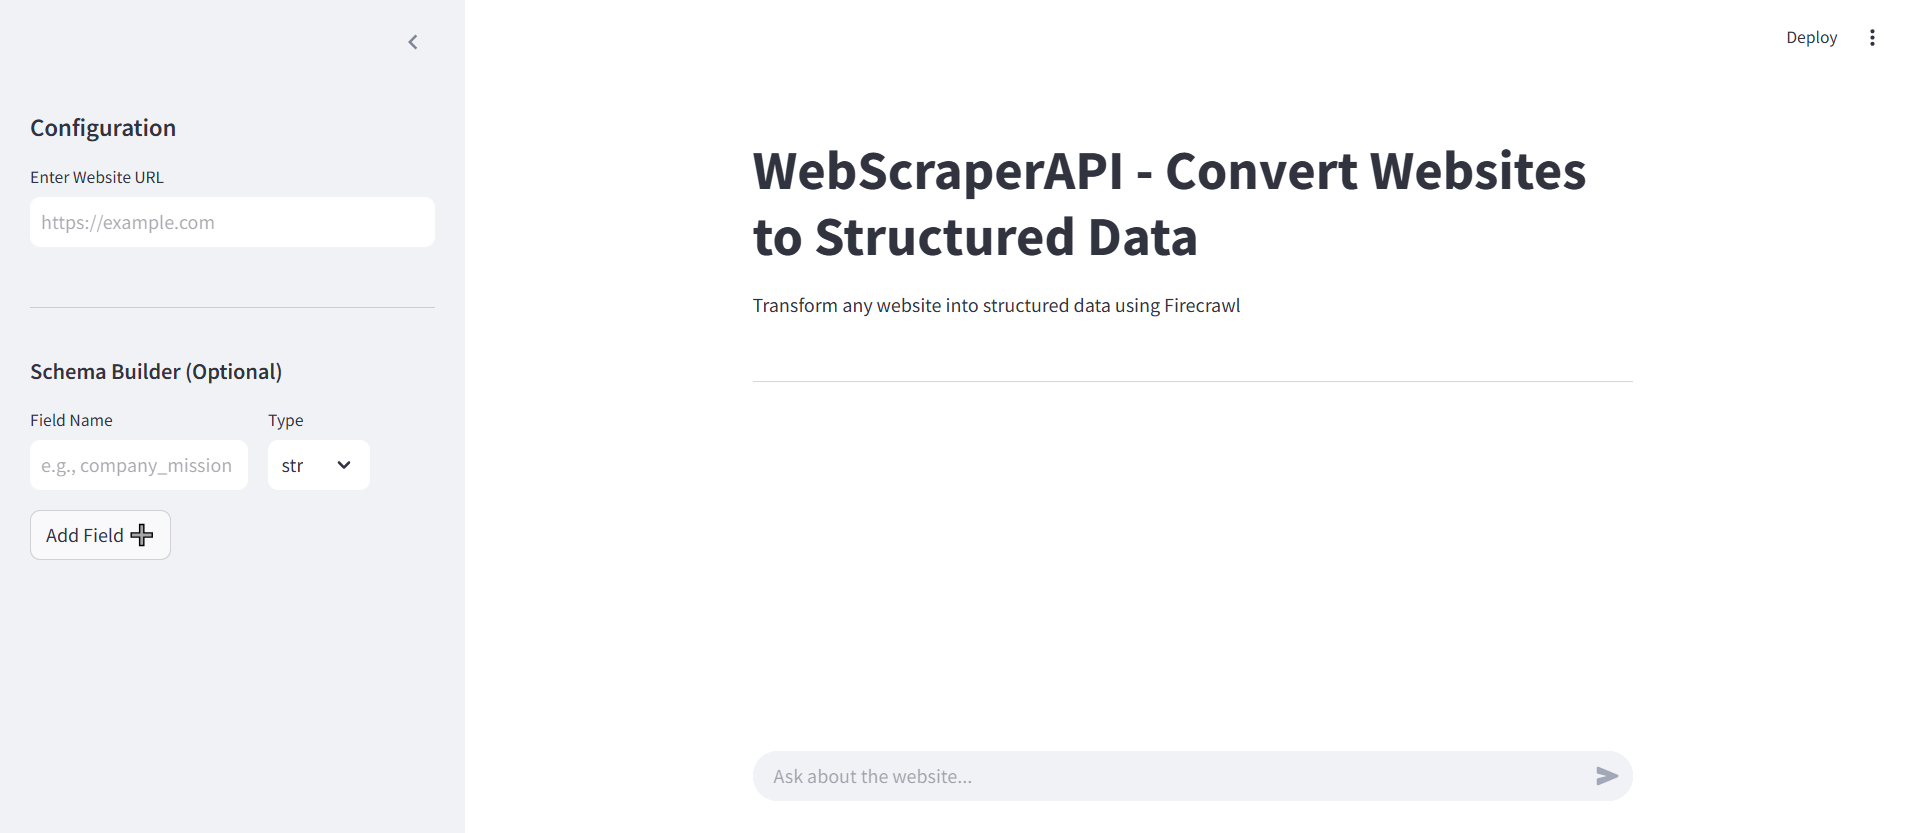 Configuration
Enter Website URL
https://example.com
Schema Builder (Optional)
Field Name
Type
e.g., company_mission
str
Add Field
Deploy
WebScraperAPI - Convert Websites
to Structured Data
Transform any website into structured data using Firecrawl
Ask about the website...